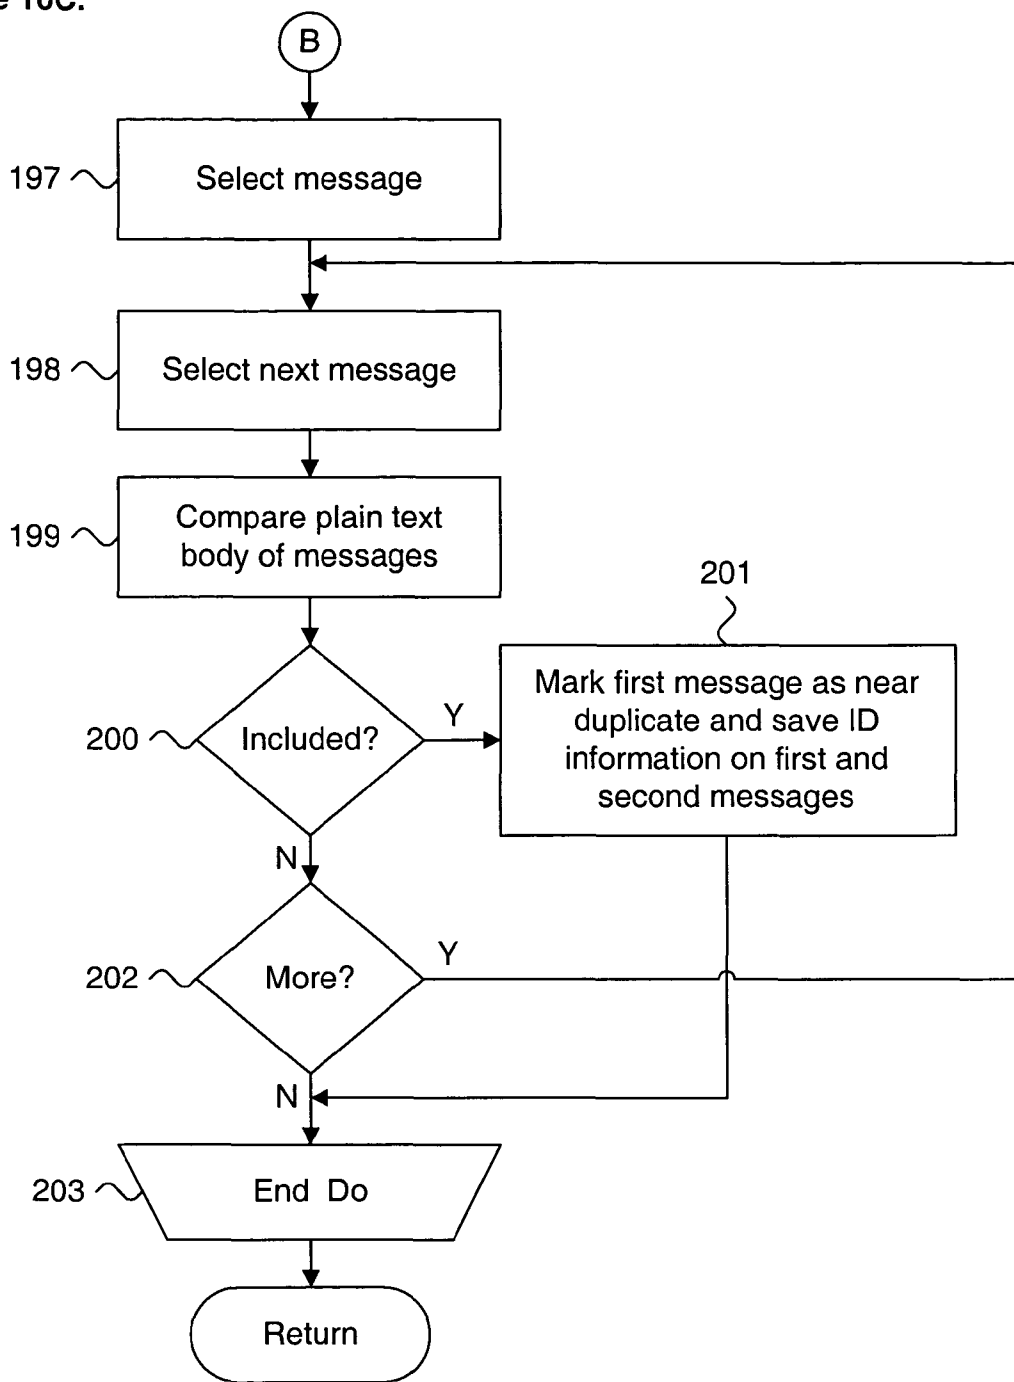 10C.
B
197
Select message
198
Select next message
199
Compare plain text
body of messages
201
Mark first message as near
duplicate and save ID
information on first and
second messages
200
Included?
Y
N
202
More?
Y
N
203
End Do
Return